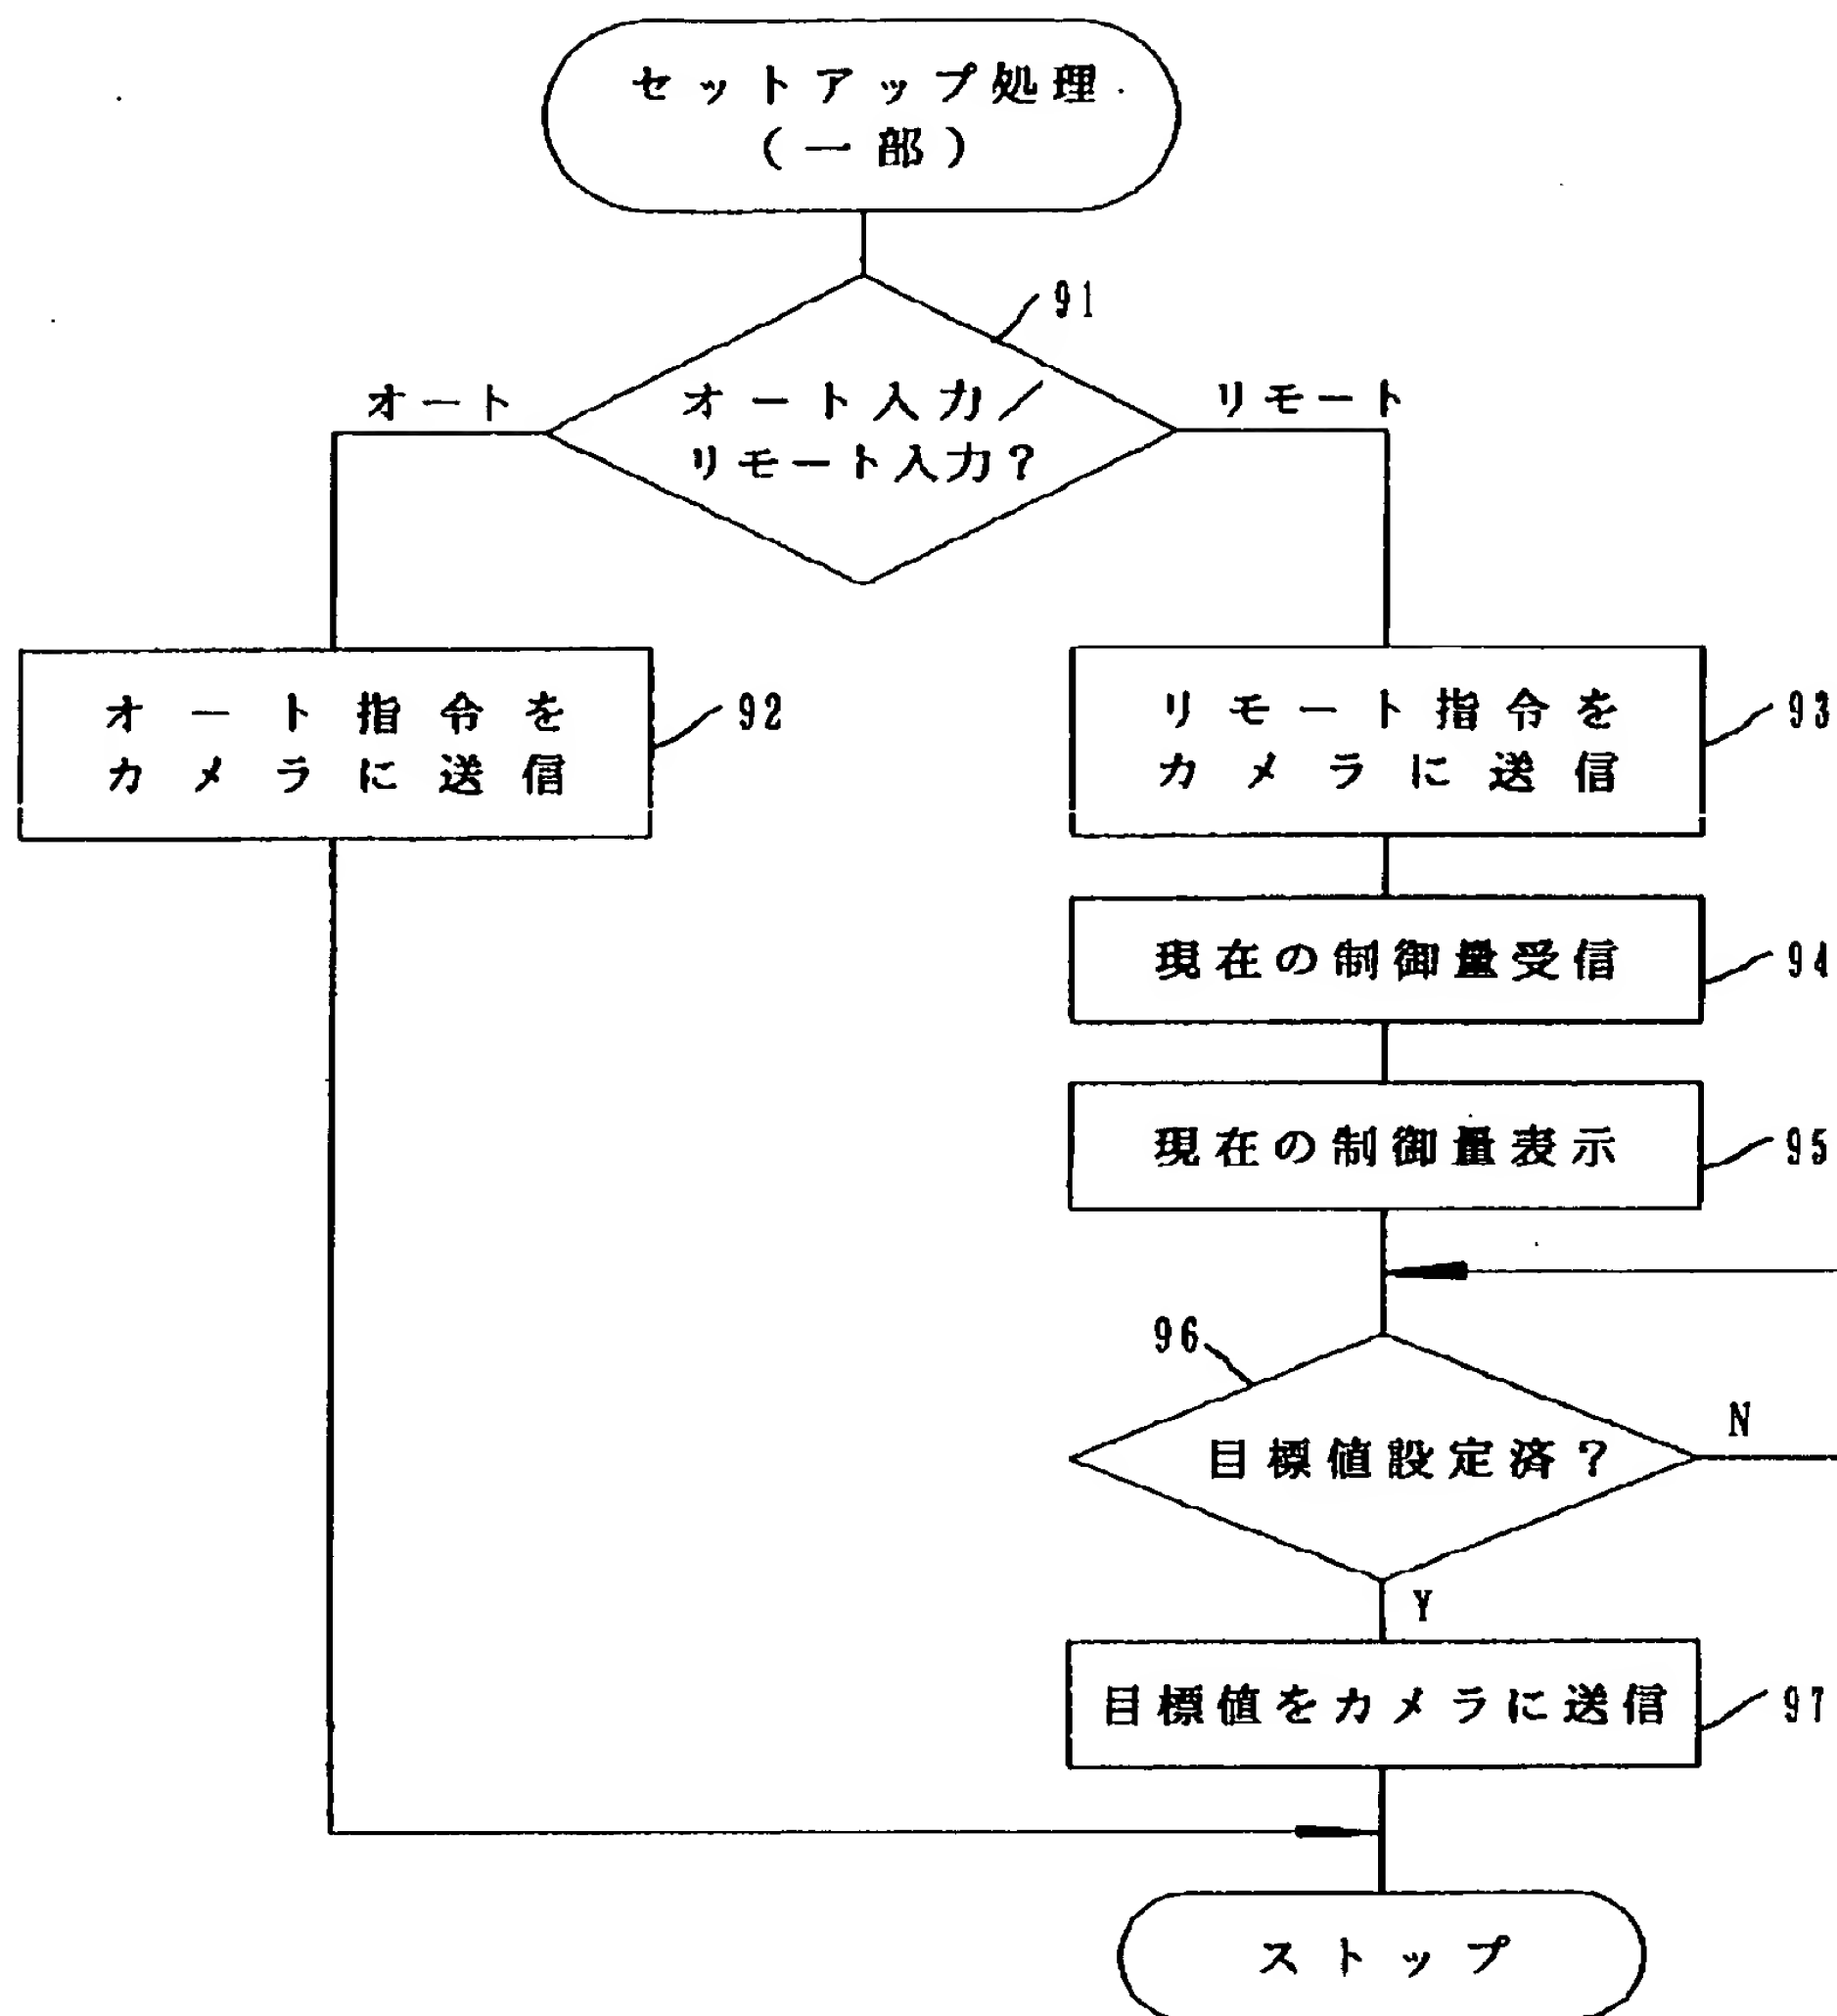 セットアップ処理
(一部)
91
オート
オート入力/
リモート入力?
リモート
オート指令を
カメラに送信
92
リモート指令を
カメラに送信
93
現在の制御量受信
94
現在の制御量表示
95
96
目標値設定済?
N
Y
目標値をカメラに送信
97
ストップ